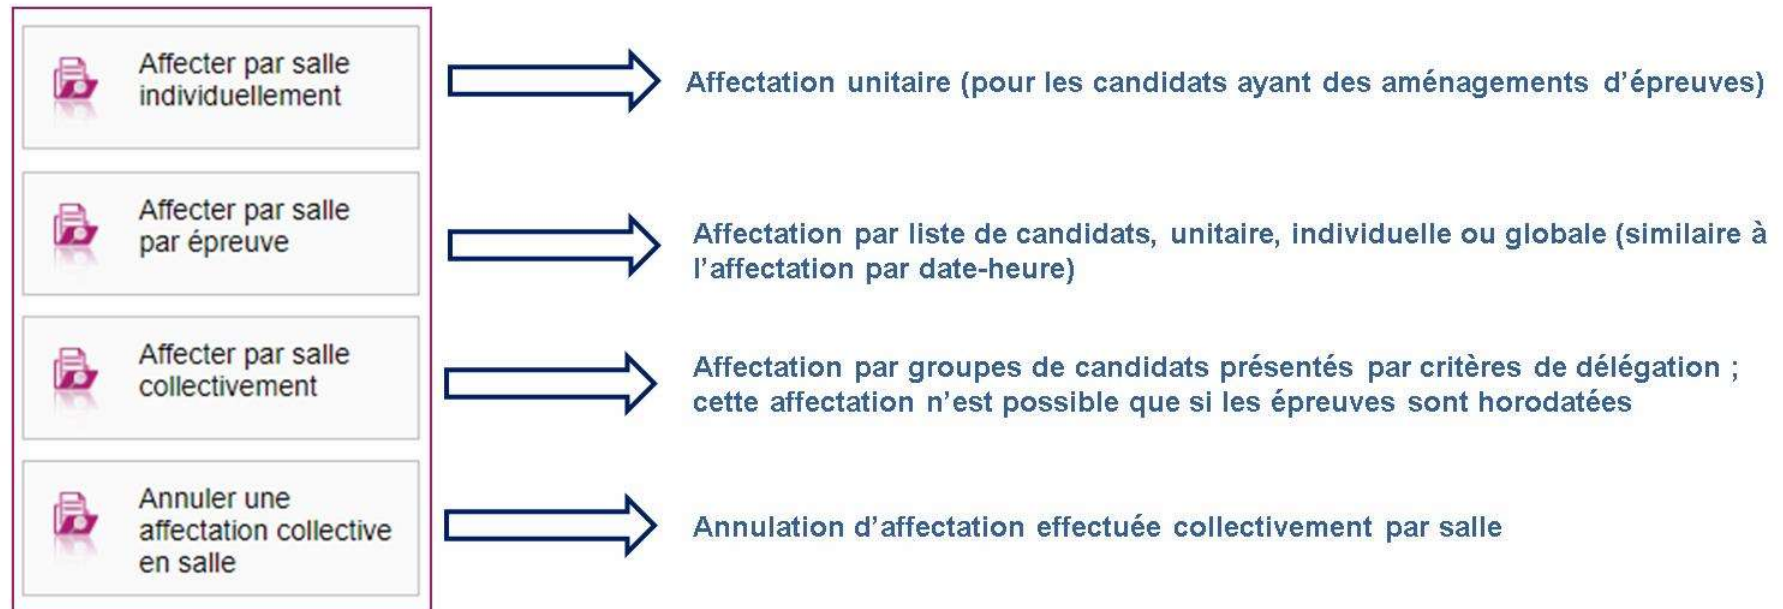 Affecter par salle
individuellement
Affectation unitaire (pour les candidats ayant des aménagements d'épreuves)
Affecter par salle
par épreuve
Affectation par liste de candidats, unitaire, individuelle ou globale (similaire à
l'affectation par date-heure)
Affecter par salle
collectivement
Affectation par groupes de candidats présentés par critères de délégation ;
cette affectation n'est possible que si les épreuves sont horodatées
Annuler une
affectation collective
en salle
Annulation d'affectation effectuée collectivement par salle